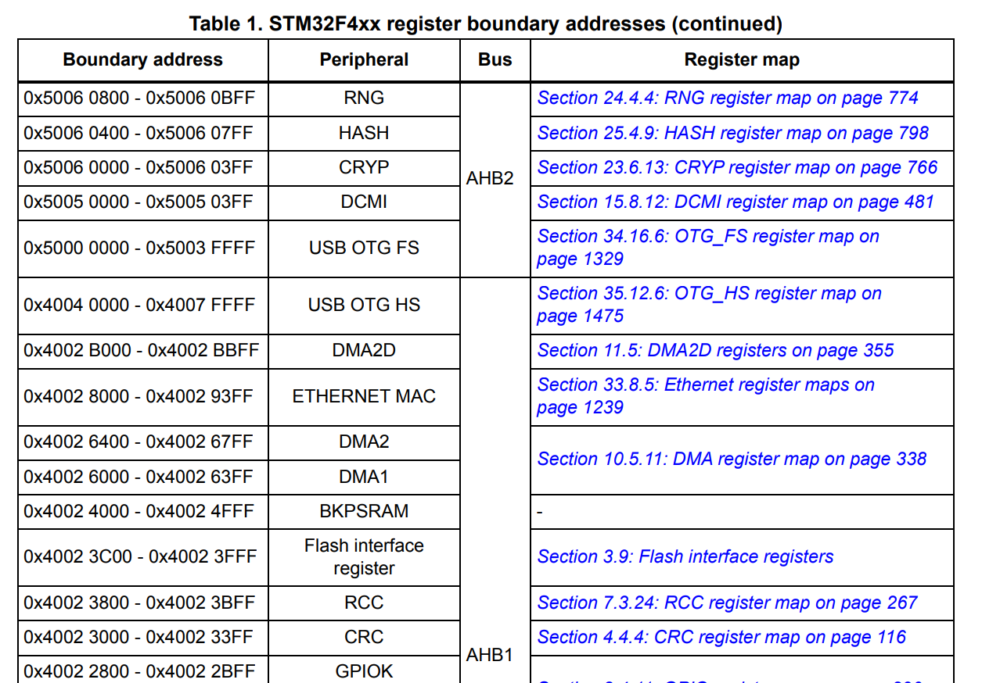 Table 1. STM32F4xx register boundary addresses (continued)
Boundary address Peripheral Bus Register map
0x5006 0800 - 0x5006 0BFF RNG Section 24.4.4: RNG register map on page 774
0x5006 0400 - 0x5006 07FF HASH Section 25.4.9: HASH register map on page 798
0x5006 0000 - 0x5006 03FF CRYP Section 23.6.13: CRYP register map on page 766
AHB2
0x5005 0000 - 0x5005 03FF DCMI Section 15.8.12: DCMI register map on page 481
0x5000 0000 - 0x5003 FFFF USB OTG FS Section 34.16.6: OTG_FS register map on
page 1329
0x4004 0000 - 0x4007 FFFF USB OTG HS Section 35.12.6: OTG_HS register map on
page 1475
0x4002 B000 - 0x4002 BBFF DMA2D Section 11.5: DMA2D registers on page 355
0x4002 8000 - 0x4002 93FF ETHERNET MAC Section 33.8.5: Ethernet register maps on
page 1239
0x4002 6400 - 0x4002 67FF DMA2
Section 10.5.11: DMA register map on page 338
0x4002 6000 - 0x4002 63FF DMA1
0x4002 4000 - 0x4002 4FFF BKPSRAM -
0x4002 3C00 - 0x4002 3FFF Flash interface
register Section 3.9: Flash interface registers
0x4002 3800 - 0x4002 3BFF RCC Section 7.3.24: RCC register map on page 267
0x4002 3000 - 0x4002 33FF CRC Section 4.4.4: CRC register map on page 116
AHB1
0x4002 2800 - 0x4002 2BFF GPIOK